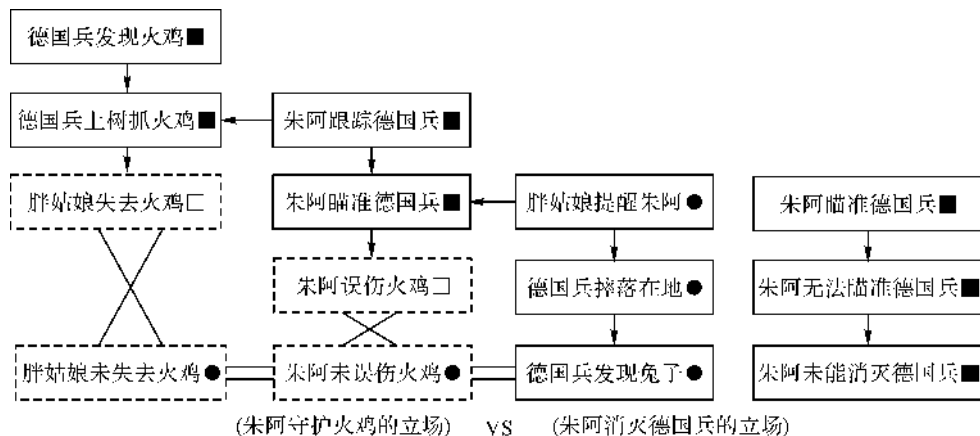 德国兵发现火鸡■
德国兵上树抓火鸡■ 朱阿跟踪德国兵■
胖姑娘失去火鸡□ 朱阿瞄准德国兵■ 胖姑娘提醒朱阿● 朱阿瞄准德国兵■
朱阿误伤火鸡□ 德国兵摔落在地● 朱阿无法瞄准德国兵■
胖姑娘未失去火鸡● 朱阿未误伤火鸡● 德国兵发现兔子● 朱阿未能消灭德国兵■
(朱阿守护火鸡的立场) VS (朱阿消灭德国兵的立场)